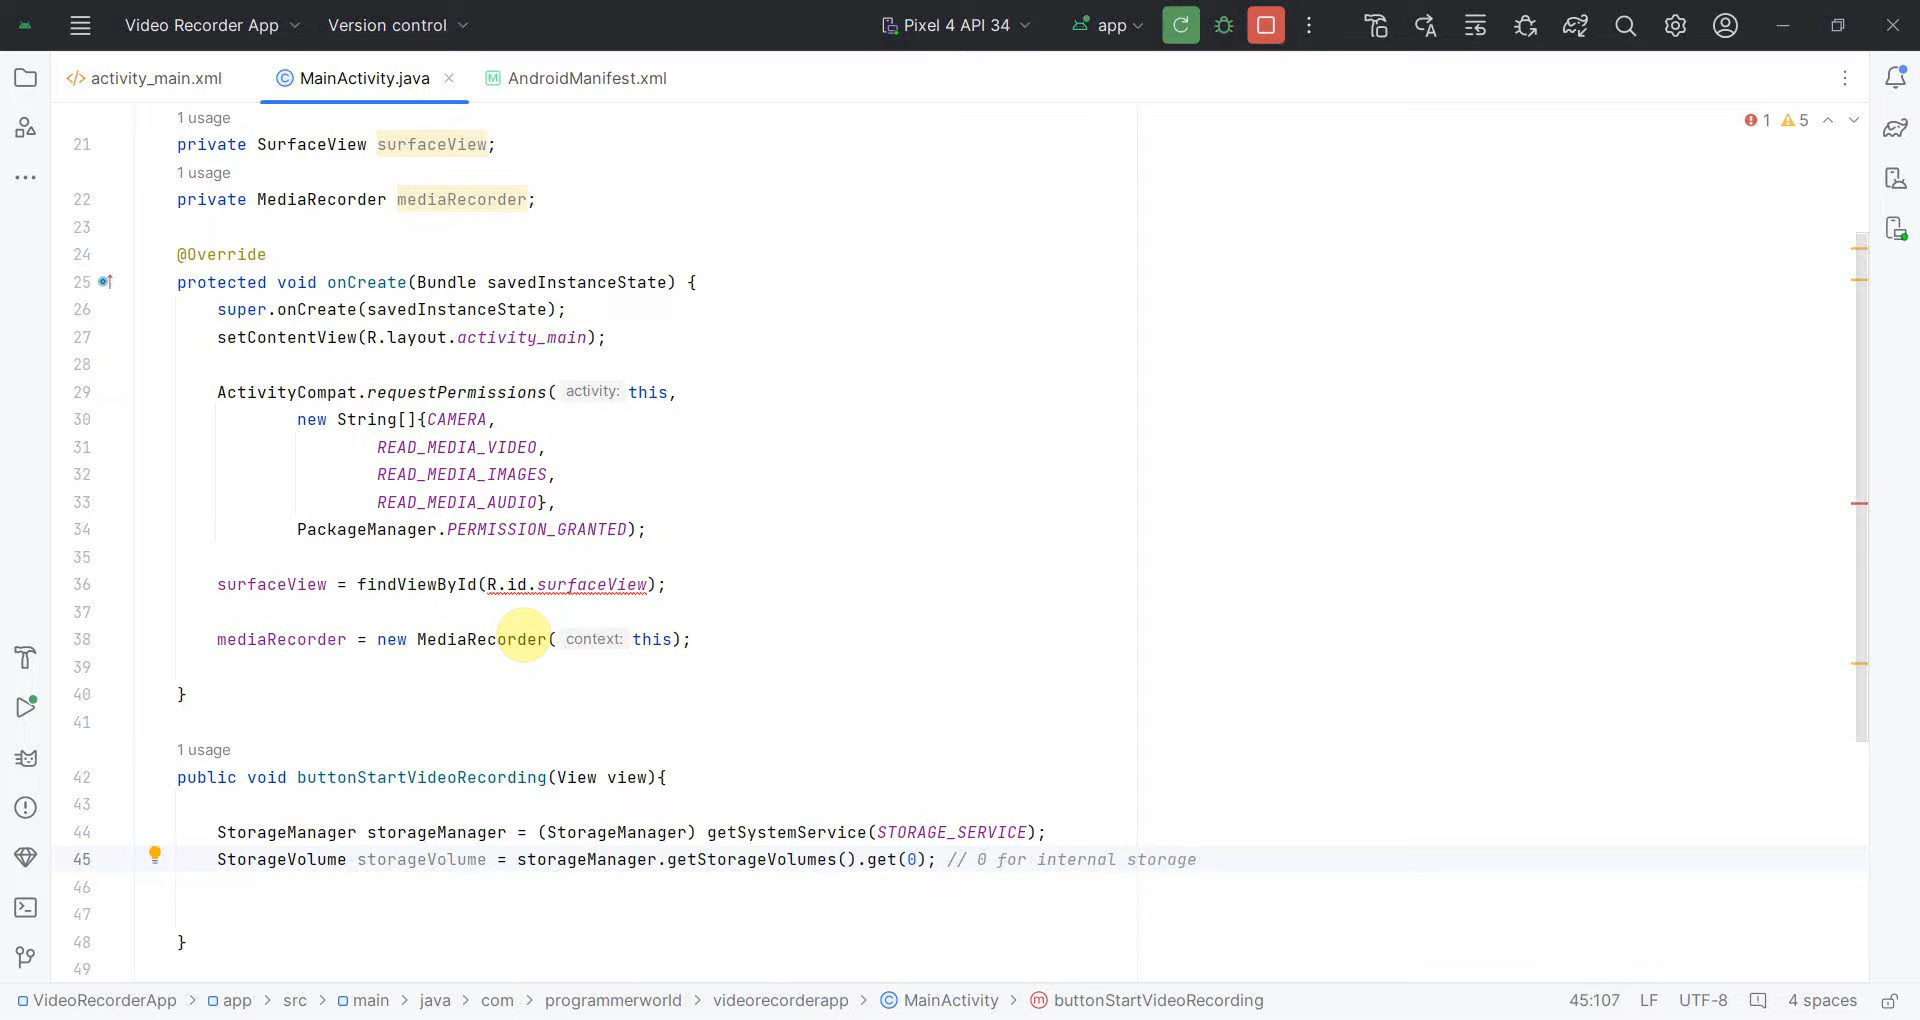 Video Recorder App
Version control
Pixel 4 API 34
app
activity_main.xml
MainActivity.java
AndroidManifest.xml
1 usage
1 5
21 private SurfaceView surfaceView;
1 usage
22 private MediaRecorder mediaRecorder;
23
24 @Override
25 protected void onCreate(Bundle savedInstanceState) {
26 super.onCreate(savedInstanceState);
27 setContentView(R.layout.activity_main);
28
29 ActivityCompat.requestPermissions( activity: this,
30 new String[]{CAMERA,
31 READ_MEDIA_VIDEO,
32 READ_MEDIA_IMAGES,
33 READ_MEDIA_AUDIO},
34 PackageManager.PERMISSION_GRANTED);
35
36 surfaceView = findViewById(R.id.surfaceView);
37
38 mediaRecorder = new MediaRecorder( context: this);
39
40 }
41
1 usage
42 public void buttonStartVideoRecording(View view){
43
44 StorageManager storageManager = (StorageManager) getSystemService(STORAGE_SERVICE);
45 StorageVolume storageVolume = storageManager.getStorageVolumes().get(0); // 0 for internal storage
46
47
48 }
49
VideoRecorderApp > app > src > main > java > com > programmerworld > videorecorderapp > MainActivity > buttonStartVideoRecording
45:107 LF UTF-8 4 spaces